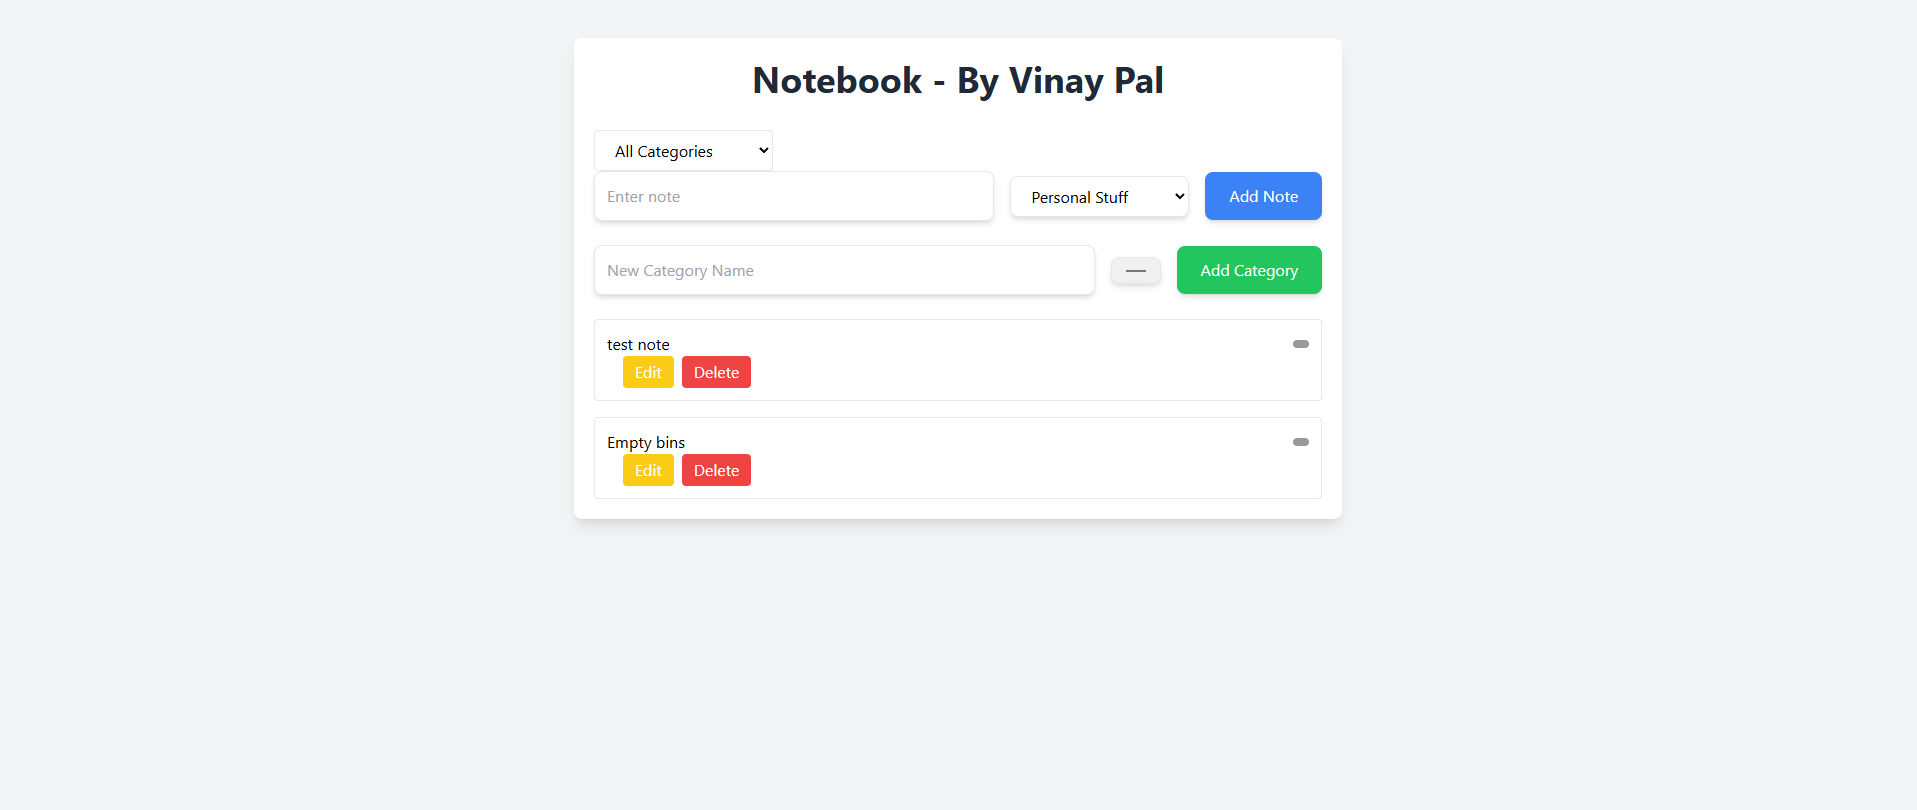 Notebook - By Vinay Pal
All Categories
Enter note
Personal Stuff
Add Note
New Category Name
Add Category
test note
Edit
Delete
Empty bins
Edit
Delete